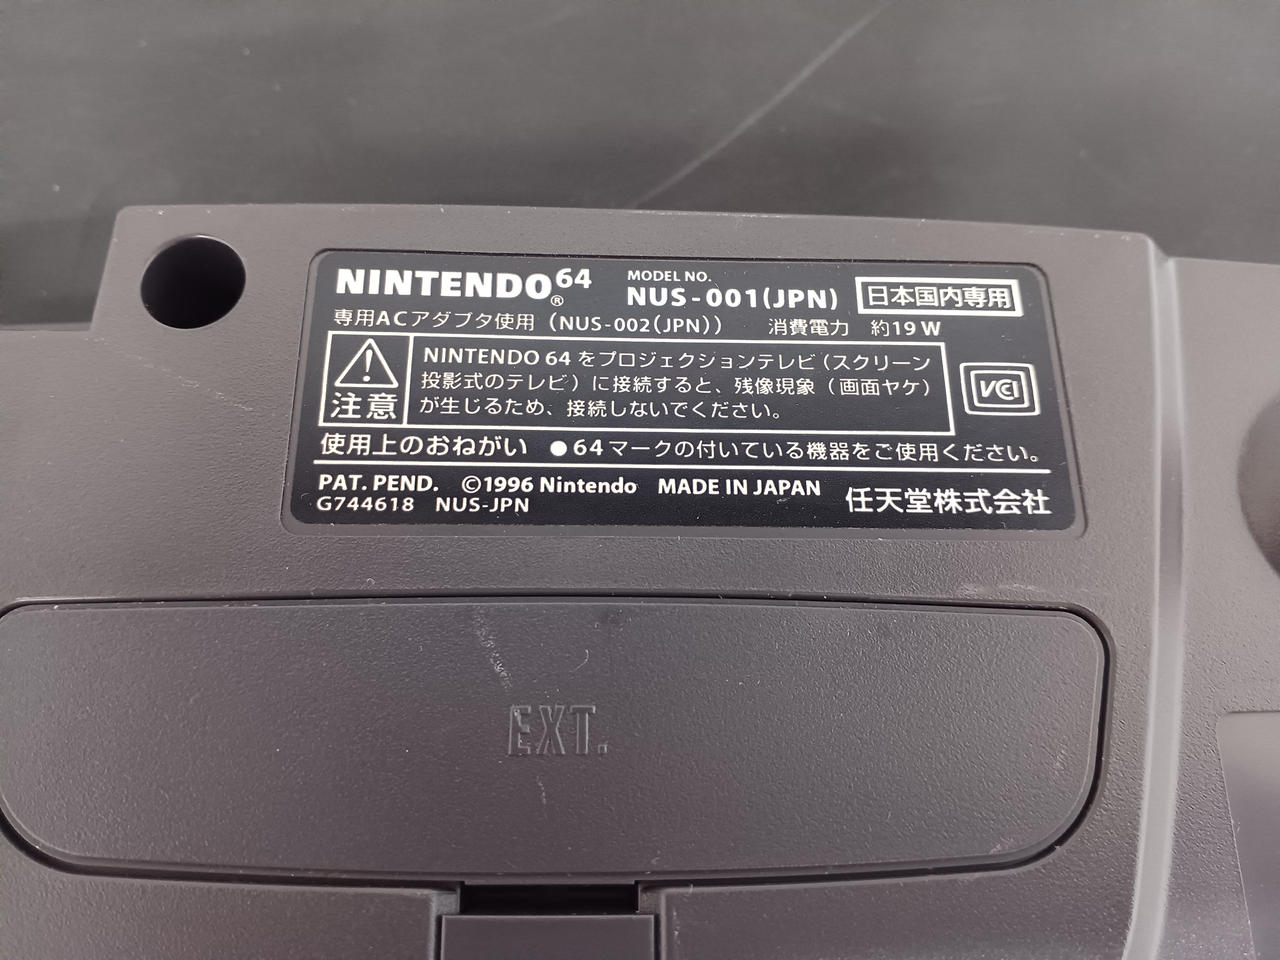 NINTENDO⁶⁴® MODEL NO. NUS-001(JPN) 日本国内専用
専用ACアダプタ使用（NUS-002(JPN)） 消費電力 約19W
注意
NINTENDO 64 をプロジェクションテレビ（スクリーン
投影式のテレビ）に接続すると、残像現象（画面ヤケ）
が生じるため、接続しないでください。
VCI
使用上のおねがい ●64マークの付いている機器をご使用ください。
PAT. PEND. ©1996 Nintendo MADE IN JAPAN
G744618 NUS-JPN 任天堂株式会社
EXT.